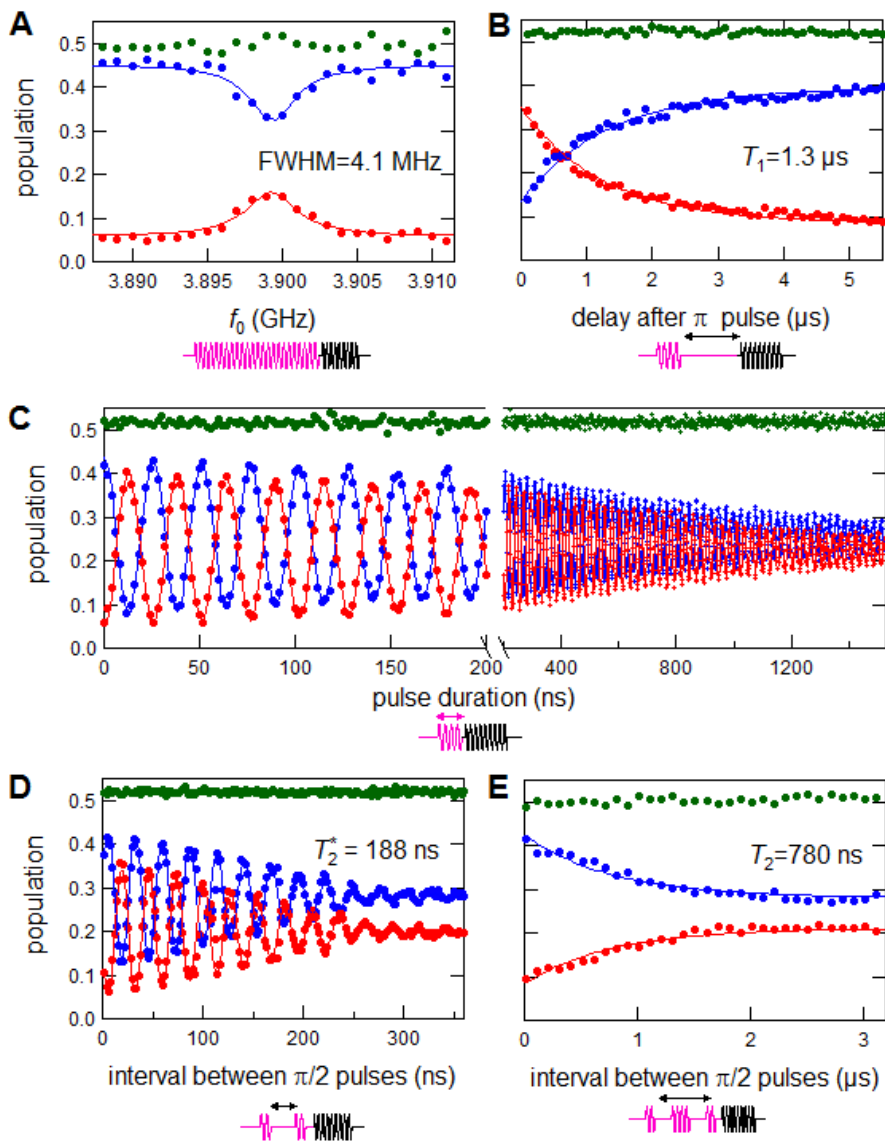 A
0.5
0.4
0.3
0.2
0.1
0.0
population
FWHM=4.1 MHz
3.890 3.895 3.900 3.905 3.910
f0 (GHz)
B
T1=1.3 µs
0 1 2 3 4 5
delay after π pulse (µs)
C
0.5
0.4
0.3
0.2
0.1
0.0
population
0 50 100 150 200 400 800 1200
pulse duration (ns)
D
0.5
0.4
0.3
0.2
0.1
0.0
population
T2* = 188 ns
0 100 200 300
interval between π/2 pulses (ns)
E
T2=780 ns
0 1 2 3
interval between π/2 pulses (µs)